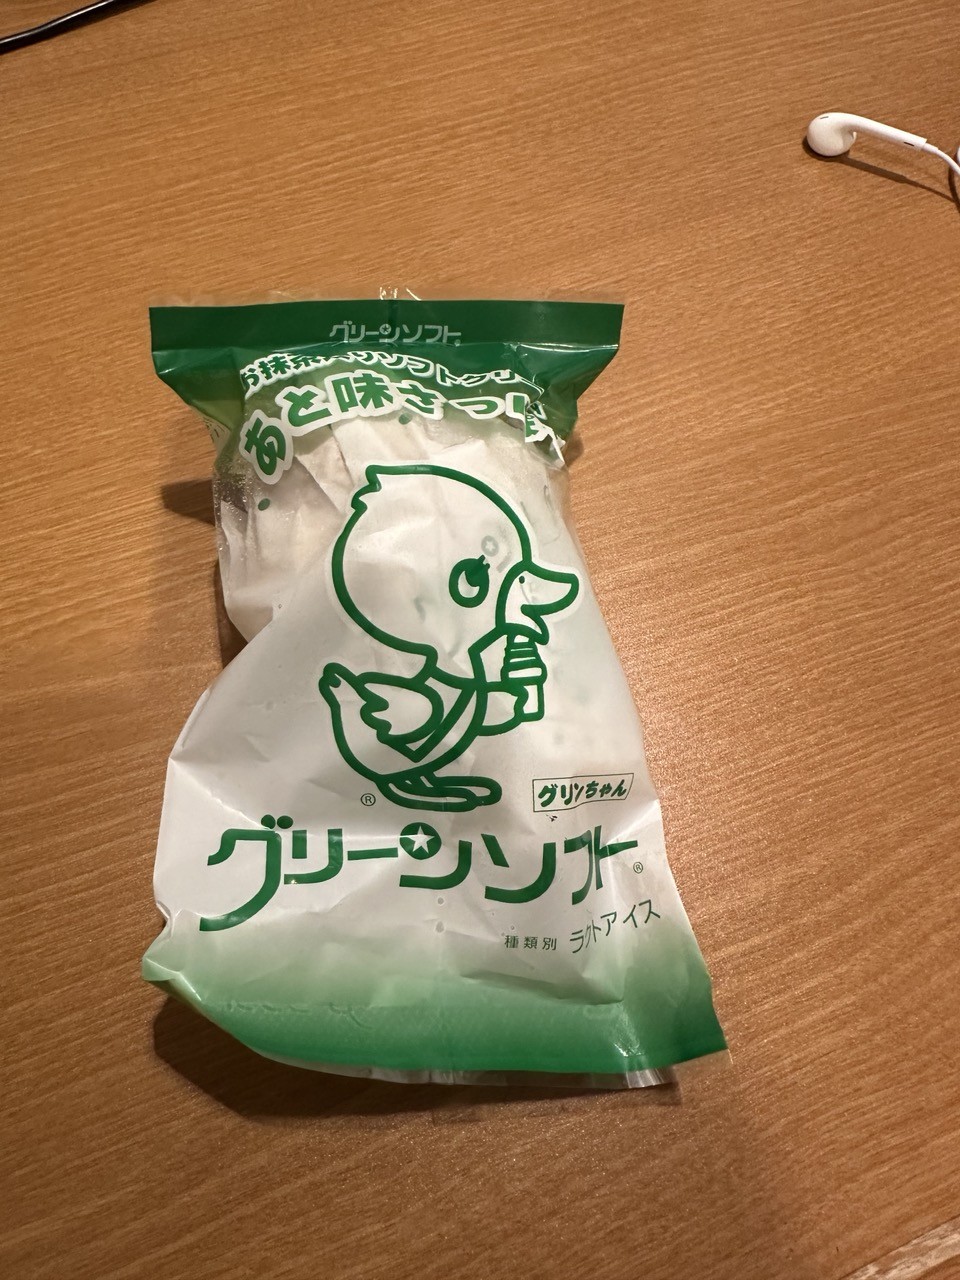 グリーンソフト
お抹茶入りソフトクリー
あと味さっぱ
グリンちゃん
®
グリーンソフト®
種類別 ラクトアイス